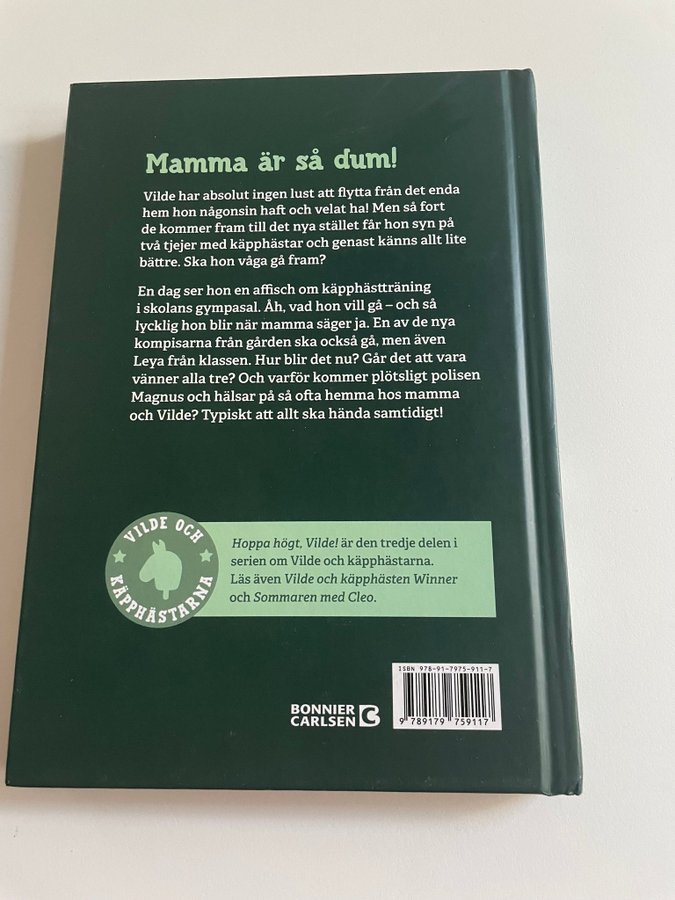 Mamma är så dum!
Vilde har absolut ingen lust att flytta från det enda
hem hon någonsin haft och velat ha! Men så fort
de kommer fram till det nya stället får hon syn på
två tjejer med käpphästar och genast känns allt lite
bättre. Ska hon våga gå fram?
En dag ser hon en affisch om käpphästträning
i skolans gympasal. Åh, vad hon vill gå – och så
lycklig hon blir när mamma säger ja. En av de nya
kompisarna från gården ska också gå, men även
Leya från klassen. Hur blir det nu? Går det att vara
vänner alla tre? Och varför kommer plötsligt polisen
Magnus och hälsar på så ofta hemma hos mamma
och Vilde? Typiskt att allt ska hända samtidigt!
VILDE OCH
KÄPPHÄSTARNA
Hoppa högt, Vilde! är den tredje delen i
serien om Vilde och käpphästarna.
Läs även Vilde och käpphästen Winner
och Sommaren med Cleo.
ISBN 978-91-7975-911-7
9 789179 759117
BONNIER
CARLSEN